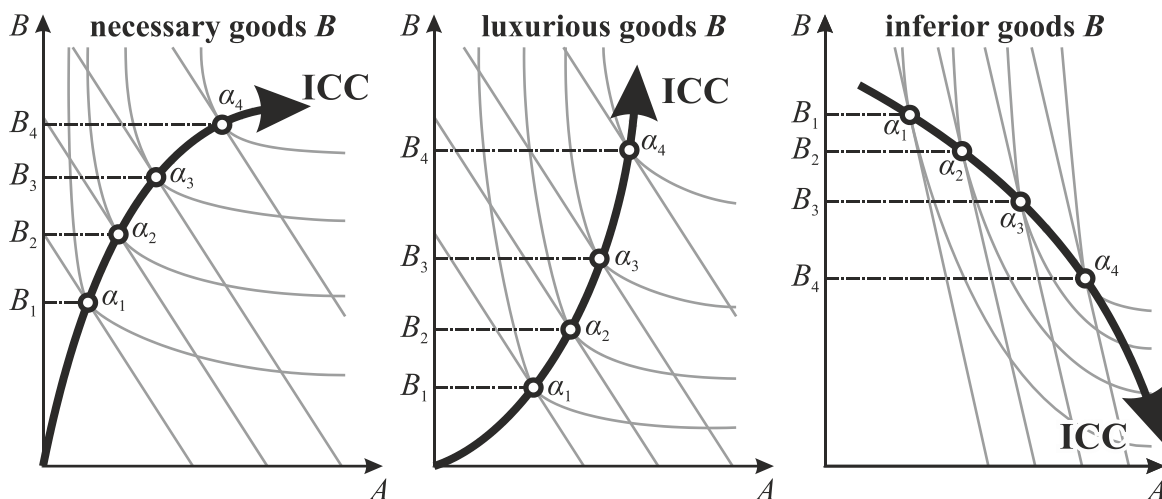 B
necessary goods B
ICC
α₄
B₄
α₃
B₃
α₂
B₂
α₁
B₁
A
B
luxurious goods B
ICC
α₄
B₄
α₃
B₃
α₂
B₂
α₁
B₁
A
B
inferior goods B
B₁
α₁
B₂
α₂
B₃
α₃
α₄
B₄
ICC
A